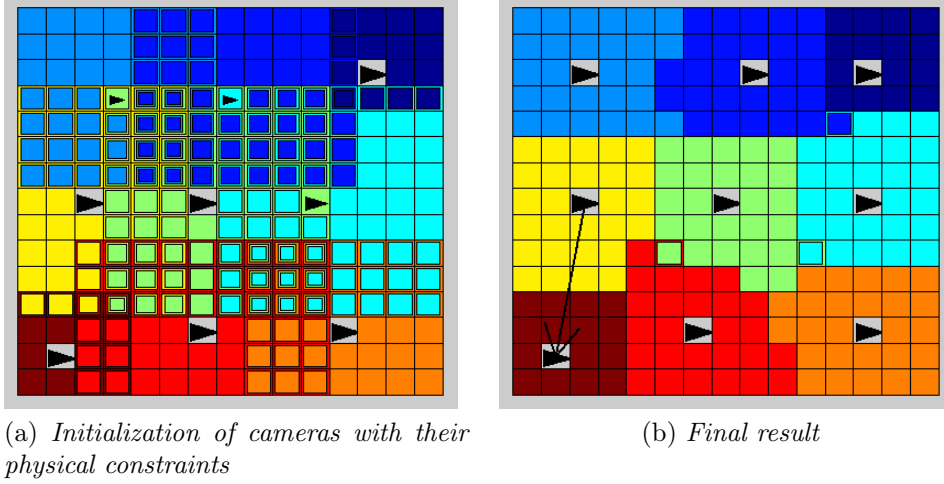 (a) Initialization of cameras with their
physical constraints
(b) Final result